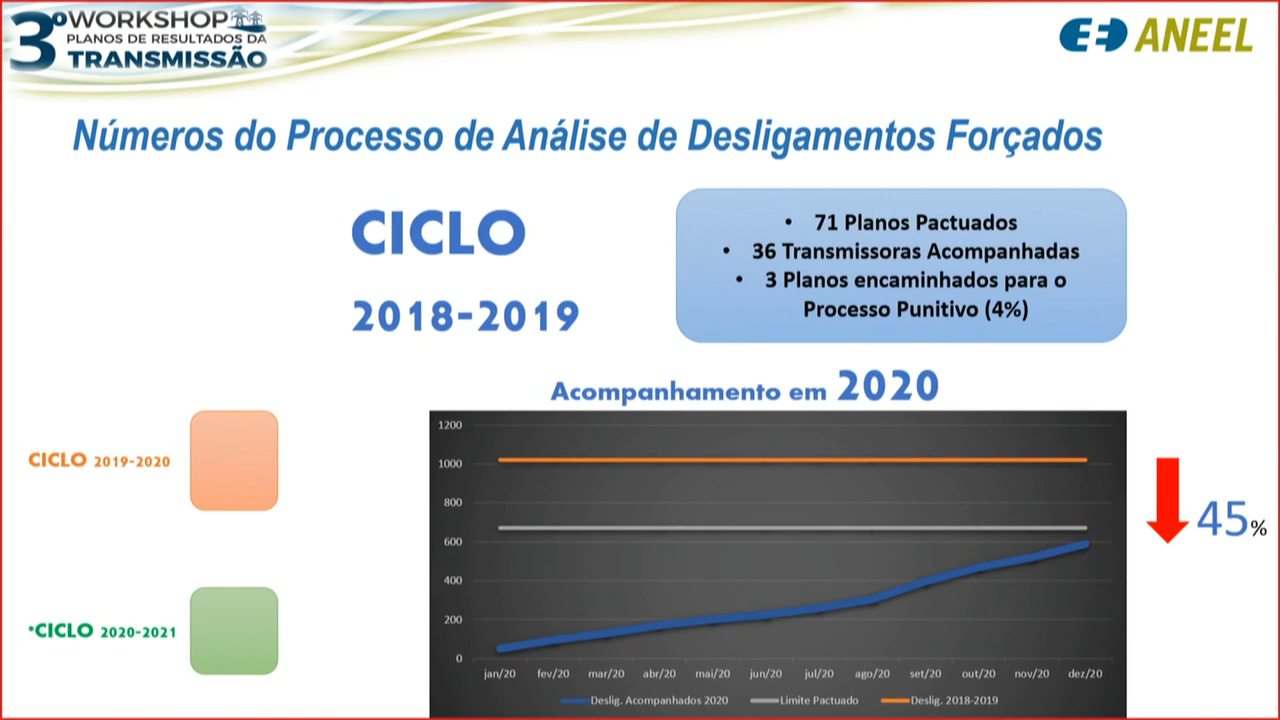 3º WORKSHOP
PLANOS DE RESULTADOS DA
TRANSMISSÃO
ANEEL
Números do Processo de Análise de Desligamentos Forçados
CICLO
2018-2019
• 71 Planos Pactuados
• 36 Transmissoras Acompanhadas
• 3 Planos encaminhados para o
Processo Punitivo (4%)
Acompanhamento em 2020
CICLO 2019-2020
•CICLO 2020-2021
1200
1000
800
600
400
200
0
jan/20 fev/20 mar/20 abr/20 mai/20 jun/20 jul/20 ago/20 set/20 out/20 nov/20 dez/20
Deslig. Acompanhados 2020 Limite Pactuado Deslig. 2018-2019
45%